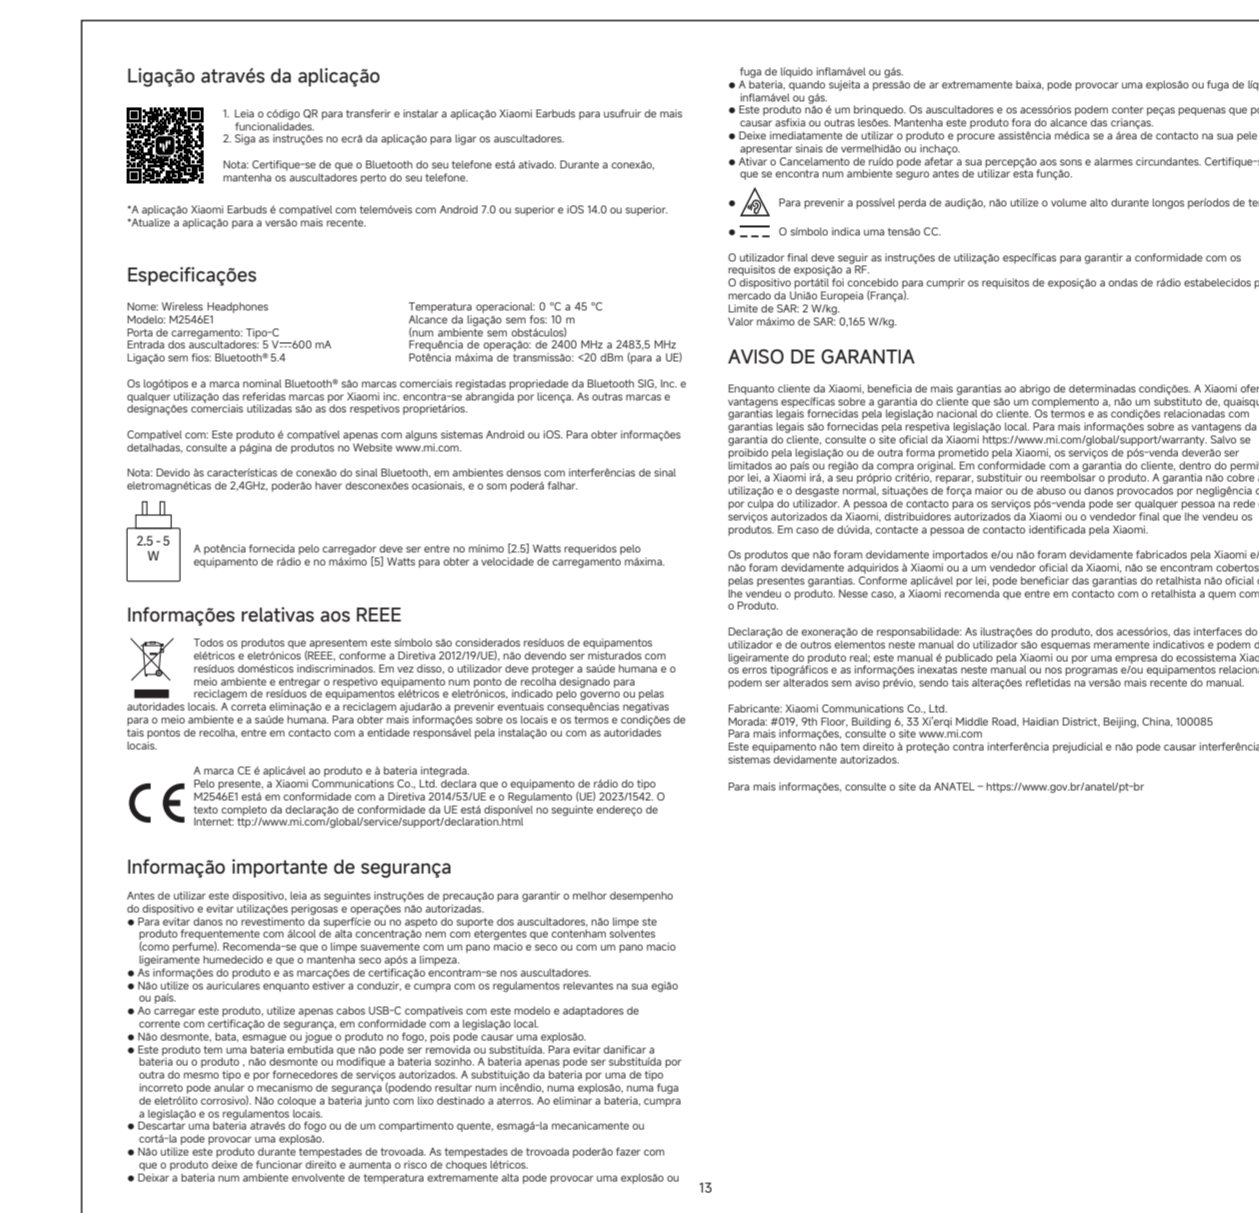 Ligação através da aplicação
1. Leia o código QR para transferir e instalar a aplicação Xiaomi Earbuds para usufruir de mais
funcionalidades.
2. Siga as instruções no ecrã da aplicação para ligar os auscultadores.
Nota: Certifique-se de que o Bluetooth do seu telefone está ativado. Durante a conexão,
mantenha os auscultadores perto do seu telefone.
*A aplicação Xiaomi Earbuds é compatível com telemóveis com Android 7.0 ou superior e iOS 14.0 ou superior.
*Atualize a aplicação para a versão mais recente.
Especificações
Nome: Wireless Headphones
Modelo: M2546E1
Porta de carregamento: Tipo-C
Entrada dos auscultadores: 5 V⎓600 mA
Ligação sem fios: Bluetooth® 5.4
Temperatura operacional: 0 °C a 45 °C
Alcance da ligação sem fos: 10 m
(num ambiente sem obstáculos)
Frequência de operação: de 2400 MHz a 2483,5 MHz
Potência máxima de transmissão: <20 dBm (para a UE)
Os logótipos e a marca nominal Bluetooth® são marcas comerciais registadas propriedade da Bluetooth SIG, Inc. e
qualquer utilização das referidas marcas por Xiaomi inc. encontra-se abrangida por licença. As outras marcas e
designações comerciais utilizadas são as dos respetivos proprietários.
Compatível com: Este produto é compatível apenas com alguns sistemas Android ou iOS. Para obter informações
detalhadas, consulte a página de produtos no Website www.mi.com.
Nota: Devido às características de conexão do sinal Bluetooth, em ambientes densos com interferências de sinal
eletromagnéticas de 2,4GHz, poderão haver desconexões ocasionais, e o som poderá falhar.
2.5 - 5
W
A potência fornecida pelo carregador deve ser entre no mínimo [2.5] Watts requeridos pelo
equipamento de rádio e no máximo [5] Watts para obter a velocidade de carregamento máxima.
Informações relativas aos REEE
Todos os produtos que apresentem este símbolo são considerados resíduos de equipamentos
elétricos e eletrónicos (REEE, conforme a Diretiva 2012/19/UE), não devendo ser misturados com
resíduos domésticos indiscriminados. Em vez disso, o utilizador deve proteger a saúde humana e o
meio ambiente e entregar o respetivo equipamento num ponto de recolha designado para
reciclagem de resíduos de equipamentos elétricos e eletrónicos, indicado pelo governo ou pelas
autoridades locais. A correta eliminação e a reciclagem ajudarão a prevenir eventuais consequências negativas
para o meio ambiente e a saúde humana. Para obter mais informações sobre os locais e os termos e condições de
tais pontos de recolha, entre em contacto com a entidade responsável pela instalação ou com as autoridades
locais.
CE
A marca CE é aplicável ao produto e à bateria integrada.
Pelo presente, a Xiaomi Communications Co., Ltd. declara que o equipamento de rádio do tipo
M2546E1 está em conformidade com a Diretiva 2014/53/UE e o Regulamento (UE) 2023/1542. O
texto completo da declaração de conformidade da UE está disponível no seguinte endereço de
Internet: ttp://www.mi.com/global/service/support/declaration.html
Informação importante de segurança
Antes de utilizar este dispositivo, leia as seguintes instruções de precaução para garantir o melhor desempenho
do dispositivo e evitar utilizações perigosas e operações não autorizadas.
● Para evitar danos no revestimento da superfície ou no aspeto do suporte dos auscultadores, não limpe ste
produto frequentemente com álcool de alta concentração nem com etergentes que contenham solventes
(como perfume). Recomenda-se que o limpe suavemente com um pano macio e seco ou com um pano macio
ligeiramente humedecido e que o mantenha seco após a limpeza.
● As informações do produto e as marcações de certificação encontram-se nos auscultadores.
● Não utilize os auriculares enquanto estiver a conduzir, e cumpra com os regulamentos relevantes na sua egião
ou país.
● Ao carregar este produto, utilize apenas cabos USB-C compatíveis com este modelo e adaptadores de
corrente com certificação de segurança, em conformidade com a legislação local.
● Não desmonte, bata, esmague ou jogue o produto no fogo, pois pode causar uma explosão.
● Este produto tem uma bateria embutida que não pode ser removida ou substituída. Para evitar danificar a
bateria ou o produto , não desmonte ou modifique a bateria sozinho. A bateria apenas pode ser substituída por
outra do mesmo tipo e por fornecedores de serviços autorizados. A substituição da bateria por uma de tipo
incorreto pode anular o mecanismo de segurança (podendo resultar num incêndio, numa explosão, numa fuga
de eletrólito corrosivo). Não coloque a bateria junto com lixo destinado a aterros. Ao eliminar a bateria, cumpra
a legislação e os regulamentos locais.
● Descartar uma bateria através do fogo ou de um compartimento quente, esmagá-la mecanicamente ou
cortá-la pode provocar uma explosão.
● Não utilize este produto durante tempestades de trovoada. As tempestades de trovoada poderão fazer com
que o produto deixe de funcionar direito e aumenta o risco de choques létricos.
● Deixar a bateria num ambiente envolvente de temperatura extremamente alta pode provocar uma explosão ou
fuga de líquido inflamável ou gás.
● A bateria, quando sujeita a pressão de ar extremamente baixa, pode provocar uma explosão ou fuga de
inflamável ou gás.
● Este produto não é um brinquedo. Os auscultadores e os acessórios podem conter peças pequenas que
causar asfixia ou outras lesões. Mantenha este produto fora do alcance das crianças.
● Deixe imediatamente de utilizar o produto e procure assistência médica se a área de contacto na sua pele
apresentar sinais de vermelhidão ou inchaço.
● Ativar o Cancelamento de ruído pode afetar a sua percepção aos sons e alarmes circundantes. Certifique-
que se encontra num ambiente seguro antes de utilizar esta função.
● Para prevenir a possível perda de audição, não utilize o volume alto durante longos períodos de
● O símbolo indica uma tensão CC.
O utilizador final deve seguir as instruções de utilização específicas para garantir a conformidade com os
requisitos de exposição a RF.
O dispositivo portátil foi concebido para cumprir os requisitos de exposição a ondas de rádio estabelecidos
mercado da União Europeia (França).
Limite de SAR: 2 W/kg.
Valor máximo de SAR: 0,165 W/kg.
AVISO DE GARANTIA
Enquanto cliente da Xiaomi, beneficia de mais garantias ao abrigo de determinadas condições. A Xiaomi
vantagens específicas sobre a garantia do cliente que são um complemento a, não um substituto de,
garantias legais fornecidas pela legislação nacional do cliente. Os termos e as condições relacionadas com
garantias legais são fornecidas pela respetiva legislação local. Para mais informações sobre as vantagens da
garantia do cliente, consulte o site oficial da Xiaomi https://www.mi.com/global/support/warranty. Salvo se
proibido pela legislação ou de outra forma prometido pela Xiaomi, os serviços de pós-venda deverão ser
limitados ao país ou região da compra original. Em conformidade com a garantia do cliente, dentro do
por lei, a Xiaomi irá, a seu próprio critério, reparar, substituir ou reembolsar o produto. A garantia não cobre
utilização e o desgaste normal, situações de força maior ou de abuso ou danos provocados por negligência
por culpa do utilizador. A pessoa de contacto para os serviços pós-venda pode ser qualquer pessoa na rede
serviços autorizados da Xiaomi, distribuidores autorizados da Xiaomi ou o vendedor final que lhe vendeu os
produtos. Em caso de dúvida, contacte a pessoa de contacto identificada pela Xiaomi.
Os produtos que não foram devidamente importados e/ou não foram devidamente fabricados pela Xiaomi e/
não foram devidamente adquiridos à Xiaomi ou a um vendedor oficial da Xiaomi, não se encontram cobertos
pelas presentes garantias. Conforme aplicável por lei, pode beneficiar das garantias do retalhista não oficial
lhe vendeu o produto. Nesse caso, a Xiaomi recomenda que entre em contacto com o retalhista a quem
o Produto.
Declaração de exoneração de responsabilidade: As ilustrações do produto, dos acessórios, das interfaces do
utilizador e de outros elementos neste manual do utilizador são esquemas meramente indicativos e podem
ligeiramente do produto real; este manual é publicado pela Xiaomi ou por uma empresa do ecossistema
os erros tipográficos e as informações inexatas neste manual ou nos programas e/ou equipamentos
podem ser alterados sem aviso prévio, sendo tais alterações refletidas na versão mais recente do manual.
Fabricante: Xiaomi Communications Co., Ltd.
Morada: #019, 9th Floor, Building 6, 33 Xi'erqi Middle Road, Haidian District, Beijing, China, 100085
Para mais informações, consulte o site www.mi.com
Este equipamento não tem direito à proteção contra interferência prejudicial e não pode causar
sistemas devidamente autorizados.
Para mais informações, consulte o site da ANATEL – https://www.gov.br/anatel/pt-br
13